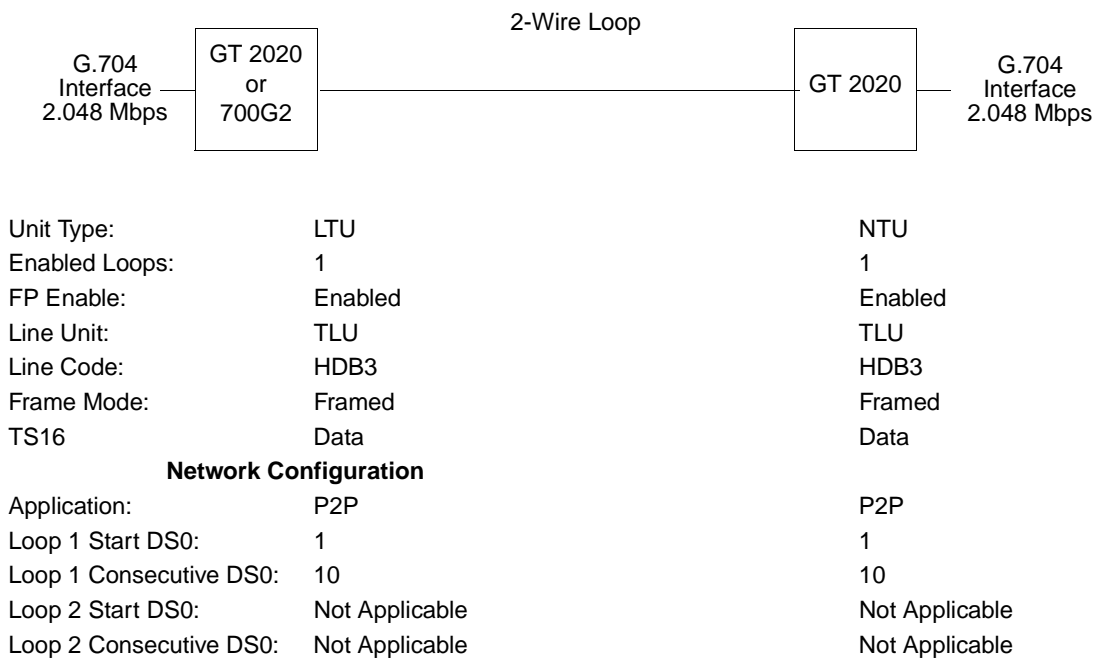 2-Wire Loop
G.704
Interface
2.048 Mbps
GT 2020
or
700G2
GT 2020
G.704
Interface
2.048 Mbps
Unit Type: LTU NTU
Enabled Loops: 1 1
FP Enable: Enabled Enabled
Line Unit: TLU TLU
Line Code: HDB3 HDB3
Frame Mode: Framed Framed
TS16 Data Data
Network Configuration
Application: P2P P2P
Loop 1 Start DS0: 1 1
Loop 1 Consecutive DS0: 10 10
Loop 2 Start DS0: Not Applicable Not Applicable
Loop 2 Consecutive DS0: Not Applicable Not Applicable